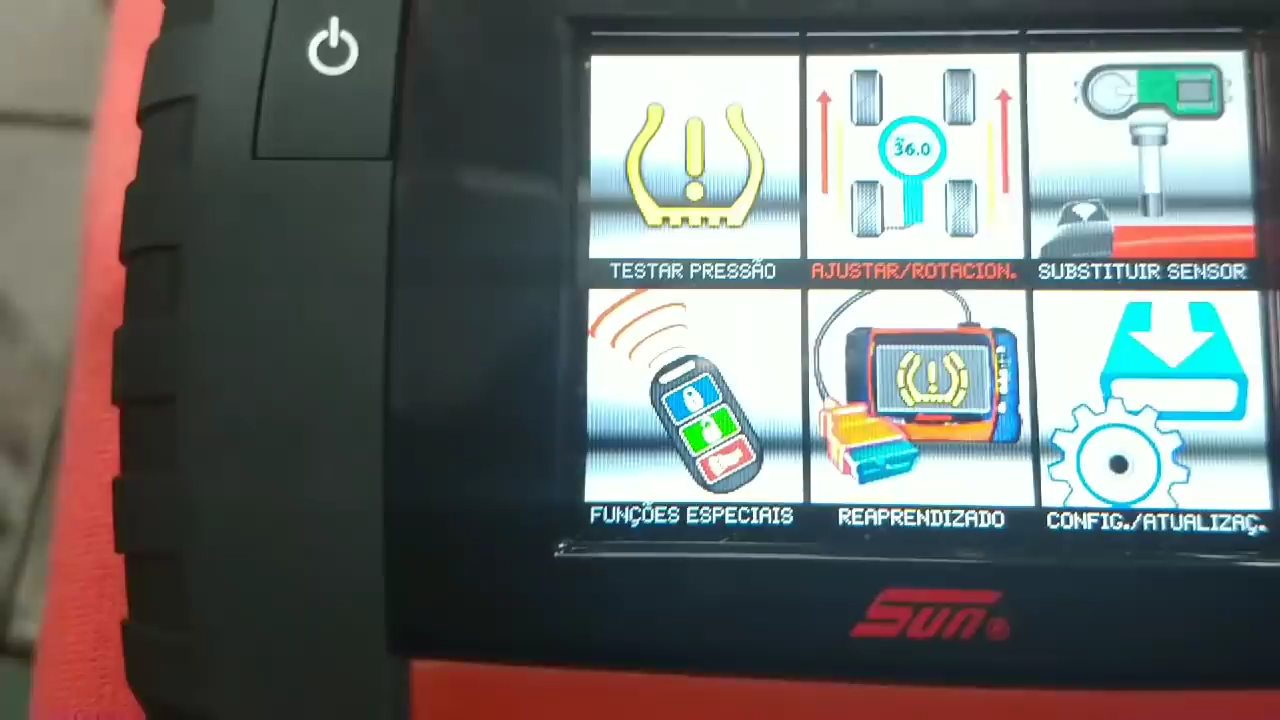 36.0
TESTAR PRESSÃO
AJUSTAR/ROTACION.
SUBSTITUIR SENSOR
FUNÇÕES ESPECIAIS
REAPRENDIZADO
CONFIG./ATUALIZAÇ.
Sun®